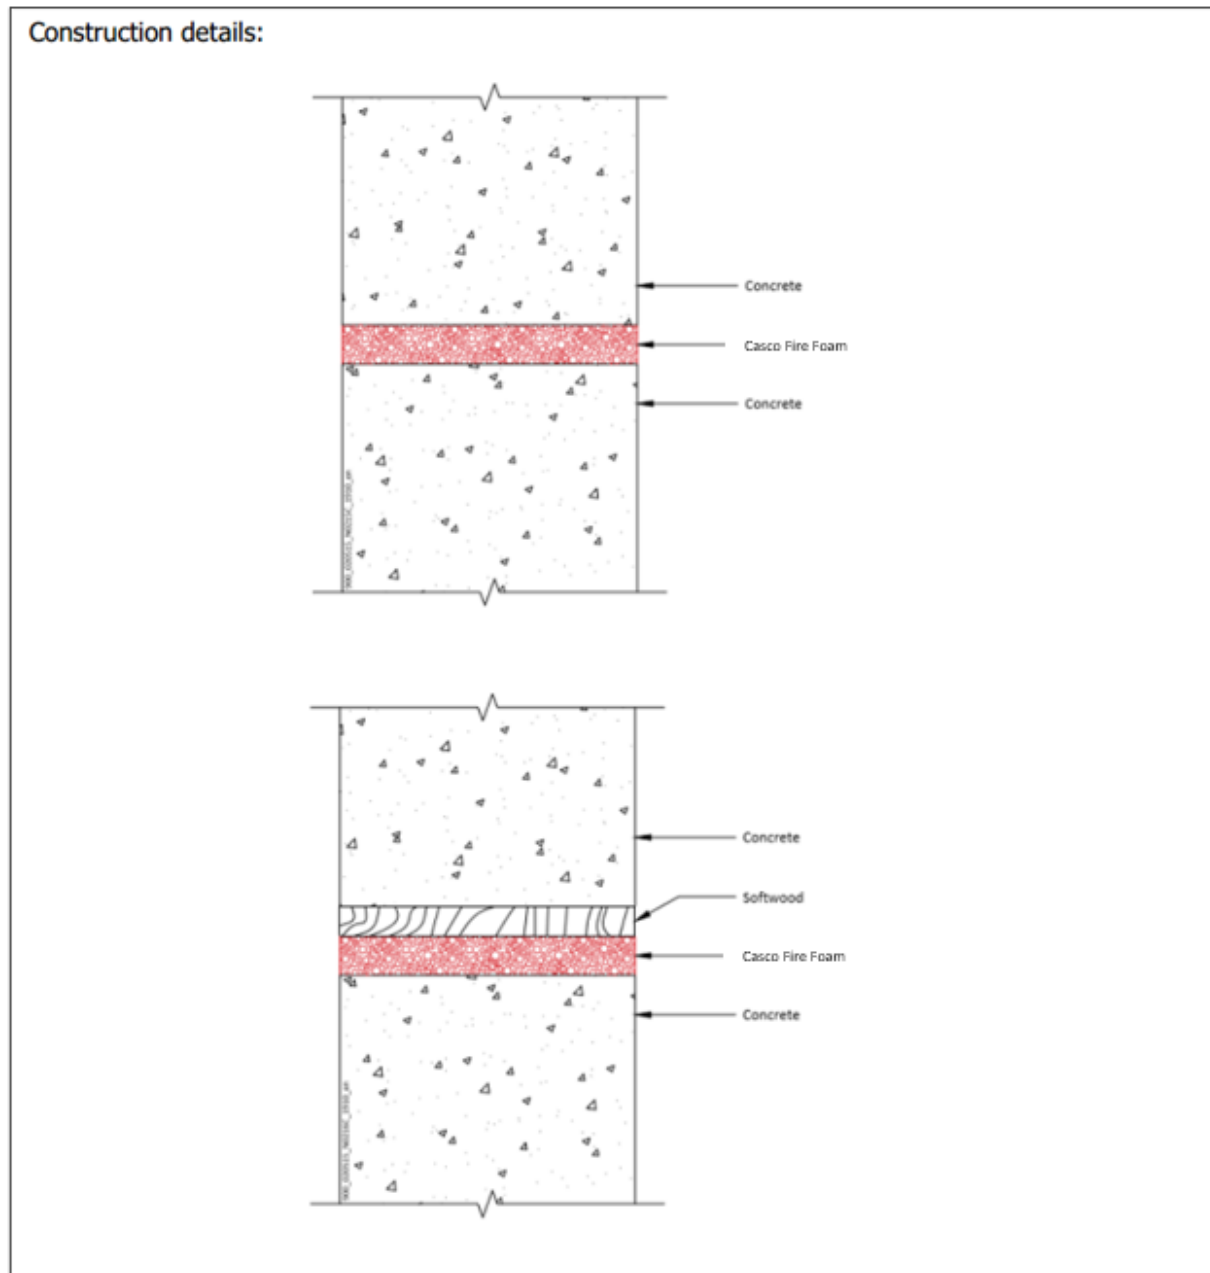 Construction details:
Concrete
Casco Fire Foam
Concrete
Concrete
Softwood
Casco Fire Foam
Concrete